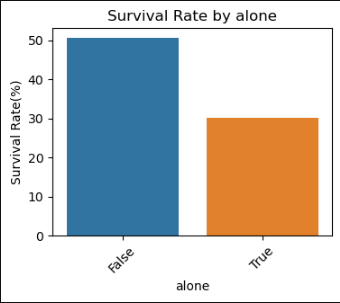 Survival Rate by alone
Survival Rate(%)
50
40
30
20
10
0
False
True
alone